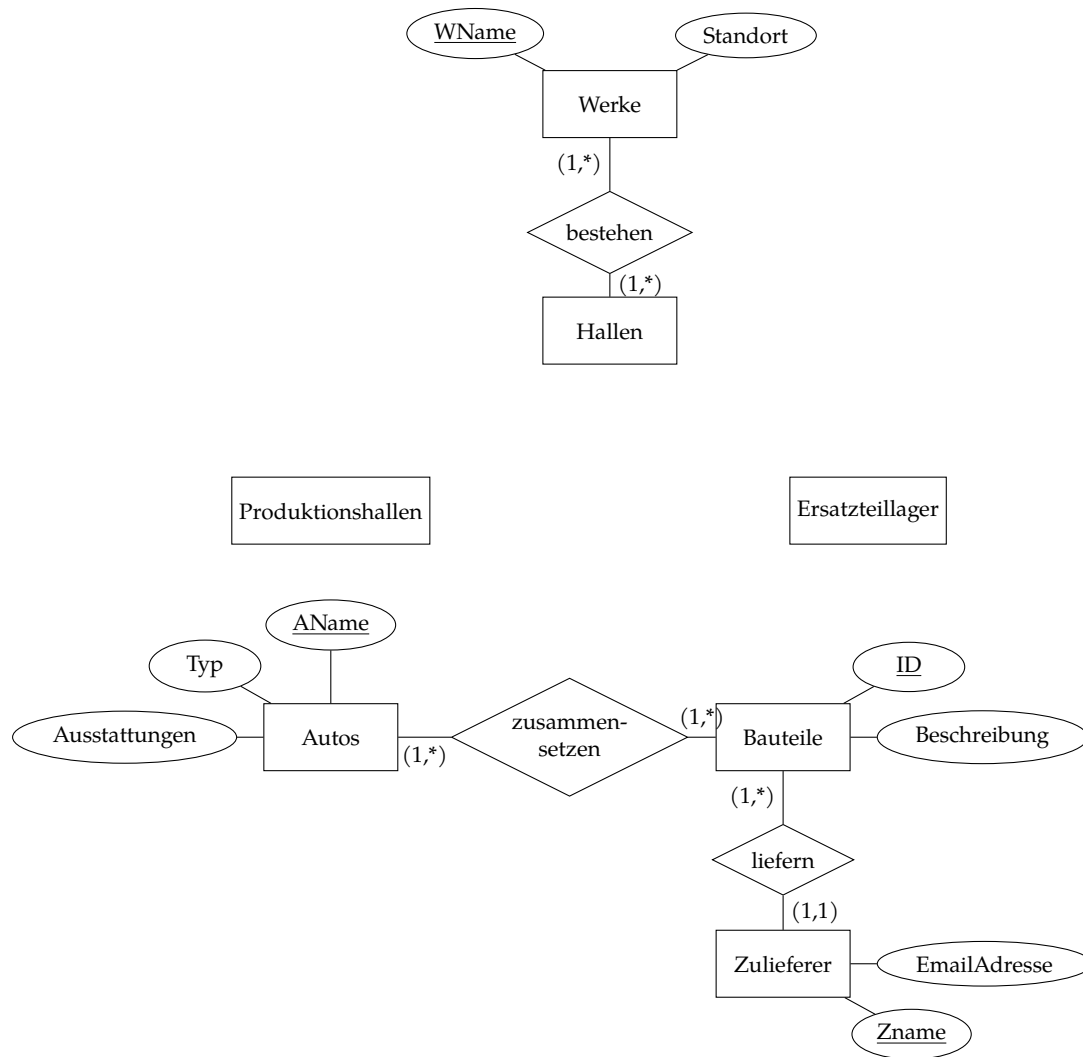 WName
Standort
Werke
(1,*)
bestehen
(1,*)
Hallen
Produktionshallen
Ersatzteillager
AName
Typ
ID
Ausstattungen
Autos
(1,*)
zusammen-
setzen
(1,*)
Bauteile
Beschreibung
(1,*)
liefern
(1,1)
Zulieferer
EmailAdresse
Zname